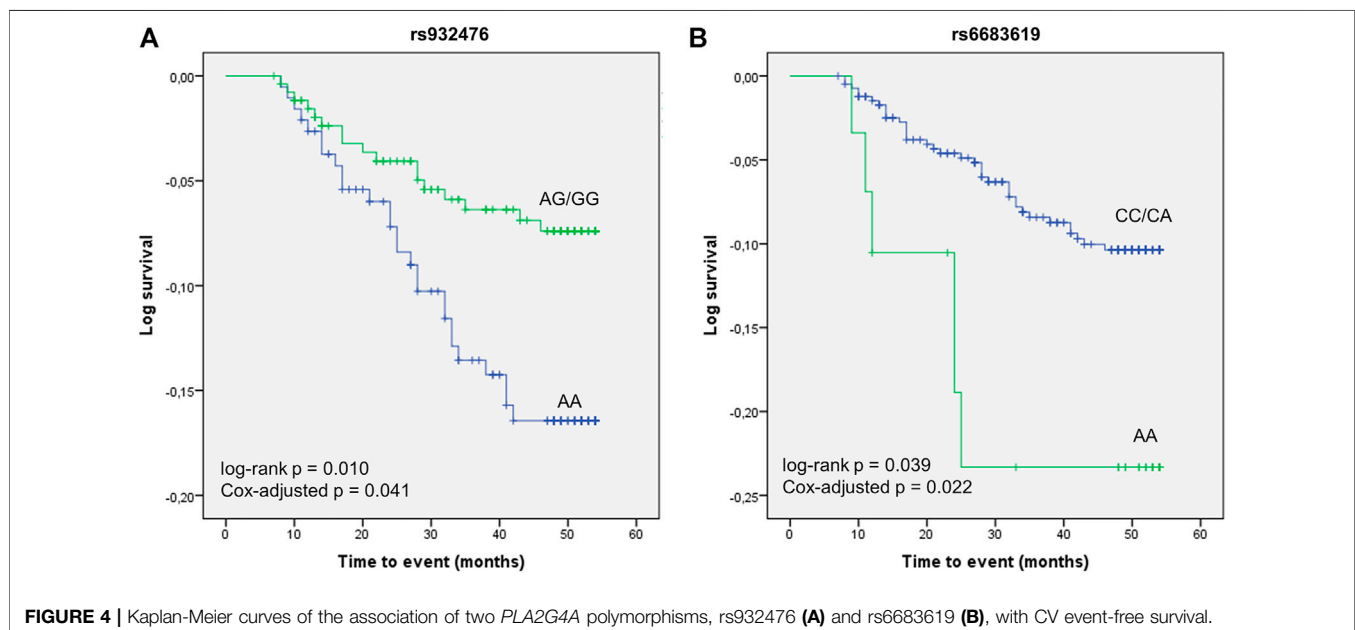 A
rs932476
0,00
-0,05
-0,10
-0,15
-0,20
Log survival
AG/GG
AA
log-rank p = 0.010
Cox-adjusted p = 0.041
0 10 20 30 40 50 60
Time to event (months)
B
rs6683619
0,00
-0,05
-0,10
-0,15
-0,20
-0,25
Log survival
CC/CA
AA
log-rank p = 0.039
Cox-adjusted p = 0.022
0 10 20 30 40 50 60
Time to event (months)
FIGURE 4 | Kaplan-Meier curves of the association of two PLA2G4A polymorphisms, rs932476 (A) and rs6683619 (B), with CV event-free survival.